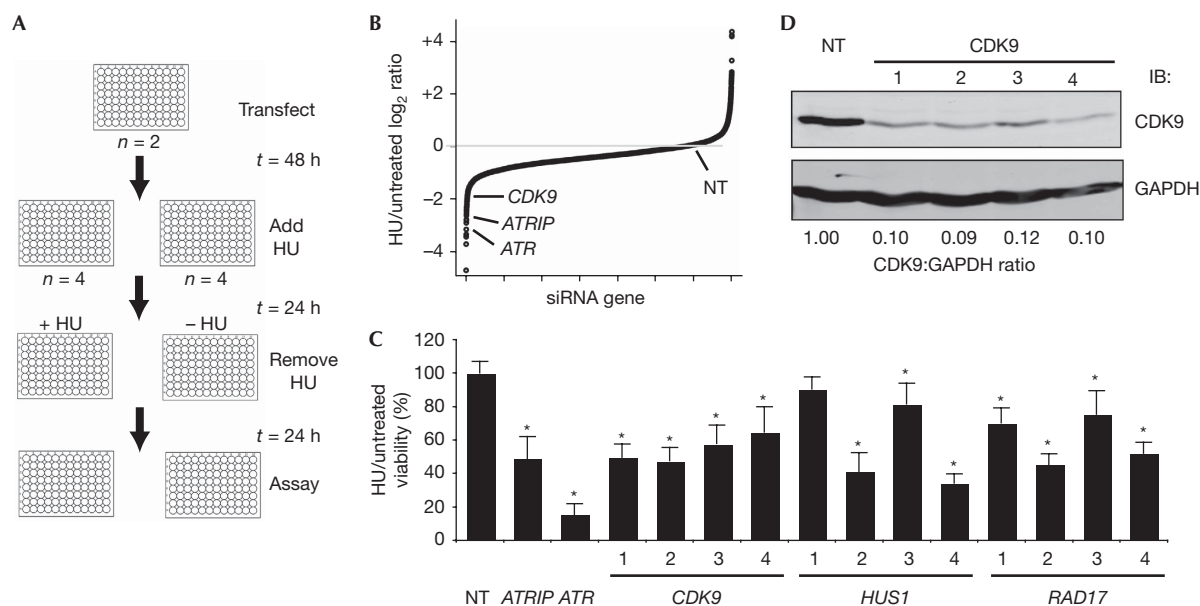 A
Transfect
n = 2
t = 48 h
Add
HU
n = 4
n = 4
t = 24 h
+ HU
– HU
Remove
HU
t = 24 h
Assay
B
HU/untreated log2 ratio
+4
+2
0
–2
–4
CDK9
ATRIP
ATR
NT
siRNA gene
D
NT
CDK9
1 2 3 4
IB:
CDK9
GAPDH
1.00 0.10 0.09 0.12 0.10
CDK9:GAPDH ratio
C
HU/untreated
viability (%)
120
100
80
60
40
20
0
* * * * * * * * * * * * *
1 2 3 4 1 2 3 4 1 2 3 4
NT ATRIP ATR CDK9 HUS1 RAD17